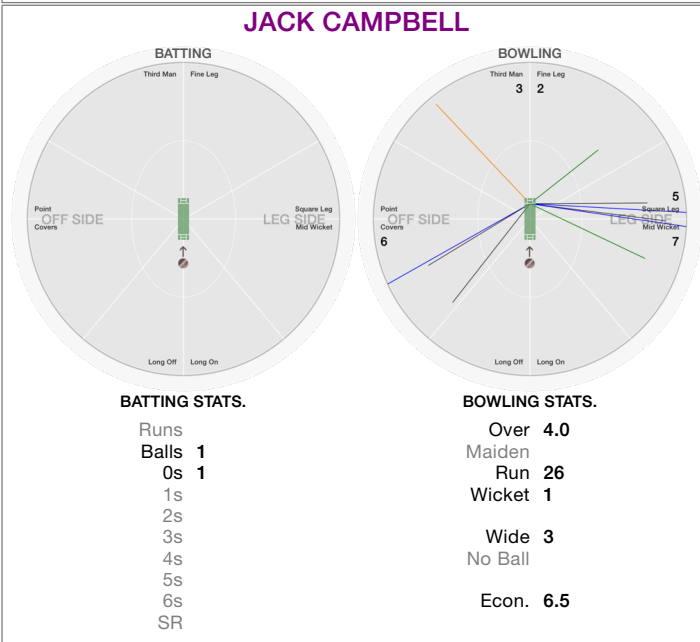 JACK CAMPBELL
BATTING
Third Man Fine Leg
Point
OFF SIDE
Covers
Square Leg
LEG SIDE
Mid Wicket
Long Off Long On
BOWLING
Third Man Fine Leg
3 2
Point
OFF SIDE
Covers
6
5
Square Leg
LEG SIDE
Mid Wicket
7
Long Off Long On
BATTING STATS.
Runs
Balls 1
0s 1
1s
2s
3s
4s
5s
6s
SR
BOWLING STATS.
Over 4.0
Maiden
Run 26
Wicket 1
Wide 3
No Ball
Econ. 6.5